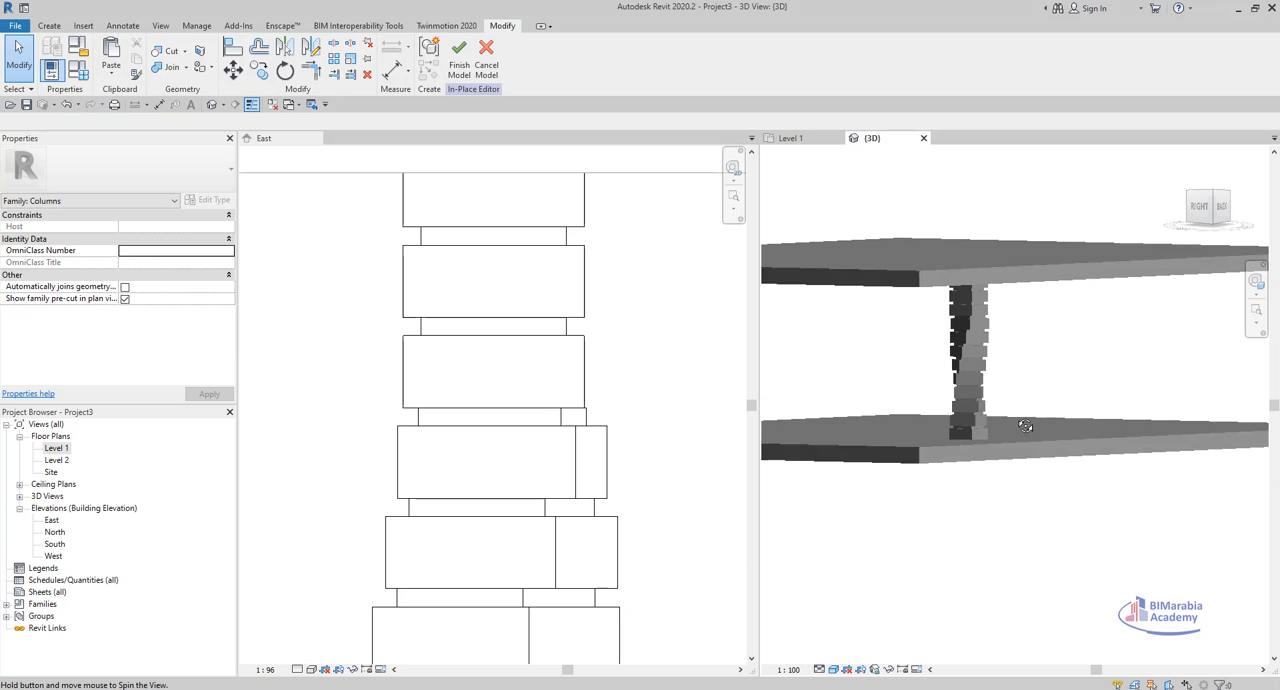 Autodesk Revit 2020.2 - Project3 - 3D View: {3D}
Sign In
File Create Insert Annotate View Manage Add-Ins Enscape™ BIM Interoperability Tools Twinmotion 2020 Modify
Modify
Paste
Cut
Join
Finish Model
Cancel Model
Select Properties Clipboard Geometry Modify Measure Create In-Place Editor
Properties
East
Level 1
{3D}
R
Family: Columns
Edit Type
Constraints
Host
Identity Data
OmniClass Number
OmniClass Title
Other
Automatically joins geometry...
Show family pre-cut in plan vi...
Properties help
Apply
Project Browser - Project3
Views (all)
Floor Plans
Level 1
Level 2
Site
Ceiling Plans
3D Views
Elevations (Building Elevation)
East
North
South
West
Legends
Schedules/Quantities (all)
Sheets (all)
Families
Groups
Revit Links
RIGHT
BACK
BIMarabia
Academy
1 : 96
1 : 100
Hold button and move mouse to Spin the View.
:0